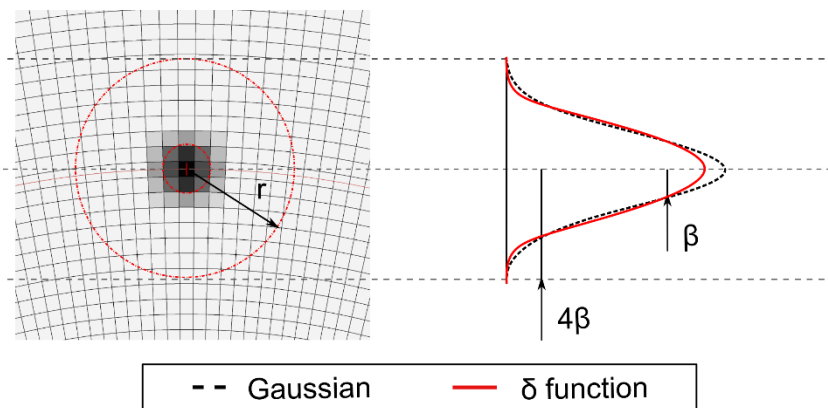 r
β
4β
Gaussian
δ function